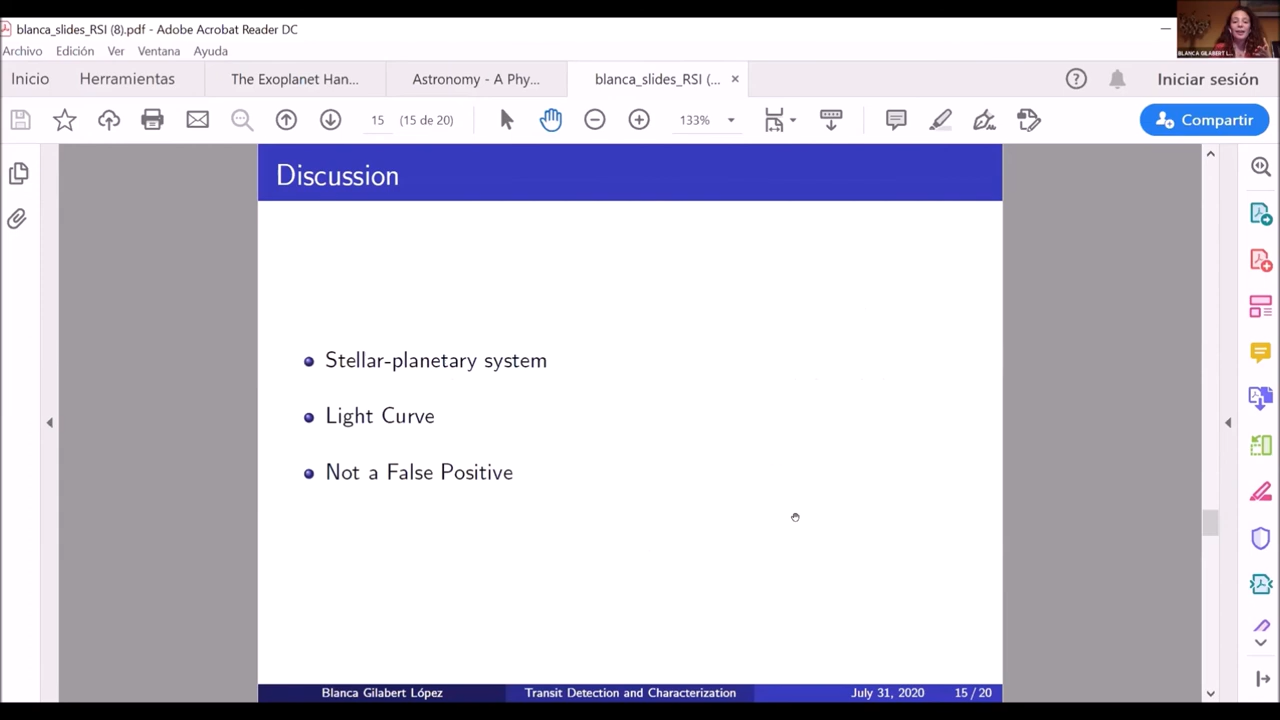 blanca_slides_RSI (8).pdf - Adobe Acrobat Reader DC
Archivo Edición Ver Ventana Ayuda
BLANCA GILABERT L...
Inicio Herramientas The Exoplanet Han... Astronomy - A Phy... blanca_slides_RSI (... × ? Iniciar sesión
15 (15 de 20) 133% Compartir
Discussion
Stellar-planetary system
Light Curve
Not a False Positive
Blanca Gilabert López Transit Detection and Characterization July 31, 2020 15 / 20